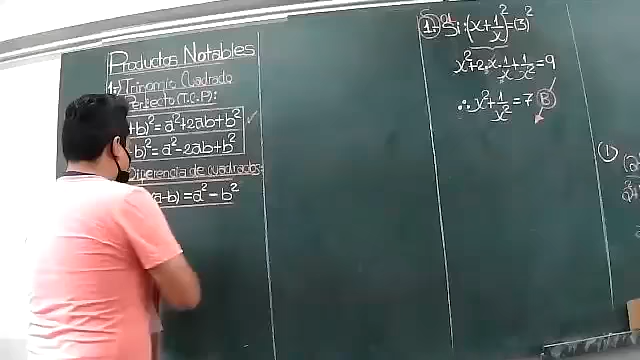 Productos Notables
1.) Trinomio Cuadrado
Perfecto (T.C.P):
+b)²= a²+2ab+b² ✓
-b)²= a²-2ab+b²
Diferencia de cuadrados:
(a-b) = a²-b²
1.- Si: (x+1/x)²=(3)²
x²+2.x.1/x+1/x²=9
∴ x²+1/x²=7 B
1